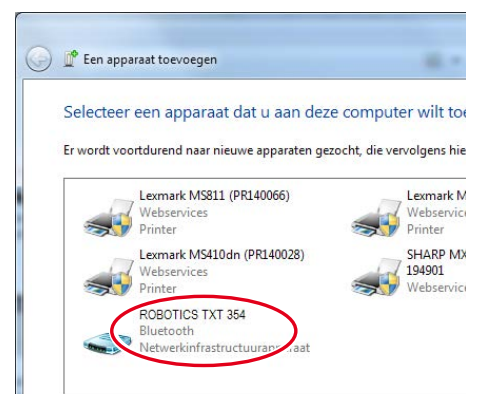 Een apparaat toevoegen
Selecteer een apparaat dat u aan deze computer wilt toe
Er wordt voortdurend naar nieuwe apparaten gezocht, die vervolgens hie
Lexmark MS811 (PR140066)
Webservices
Printer
Lexmark M
Webservice
Printer
Lexmark MS410dn (PR140028)
Webservices
Printer
SHARP MX
194901
Webservice
ROBOTICS TXT 354
Bluetooth
Netwerkinfrastructuurapparaat